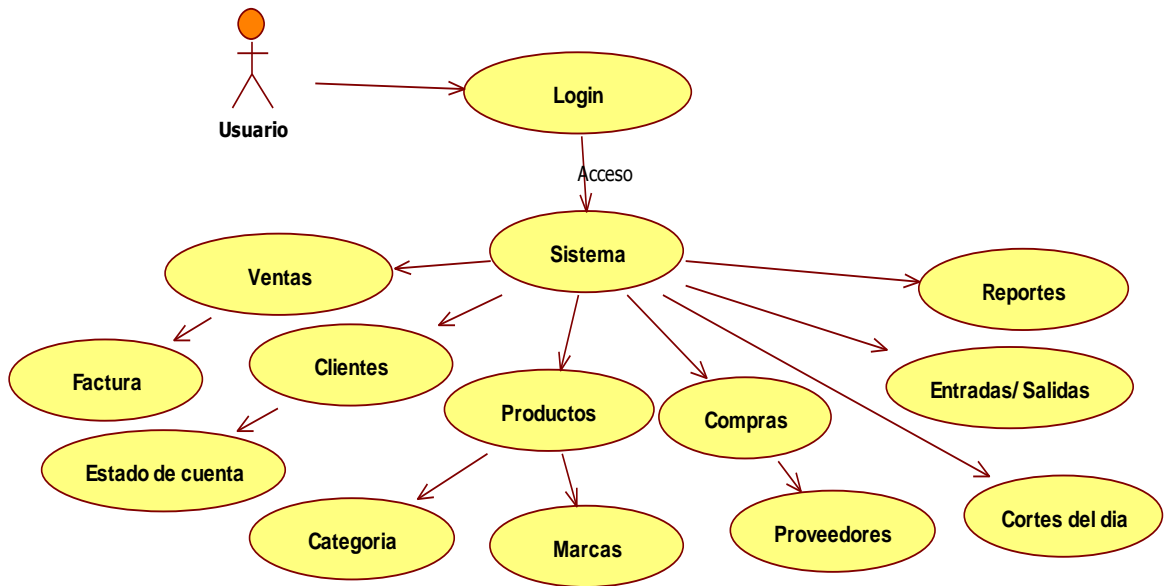 Login
Usuario
Acceso
Sistema
Ventas
Reportes
Clientes
Factura
Entradas/ Salidas
Productos
Compras
Estado de cuenta
Cortes del dia
Proveedores
Categoria
Marcas